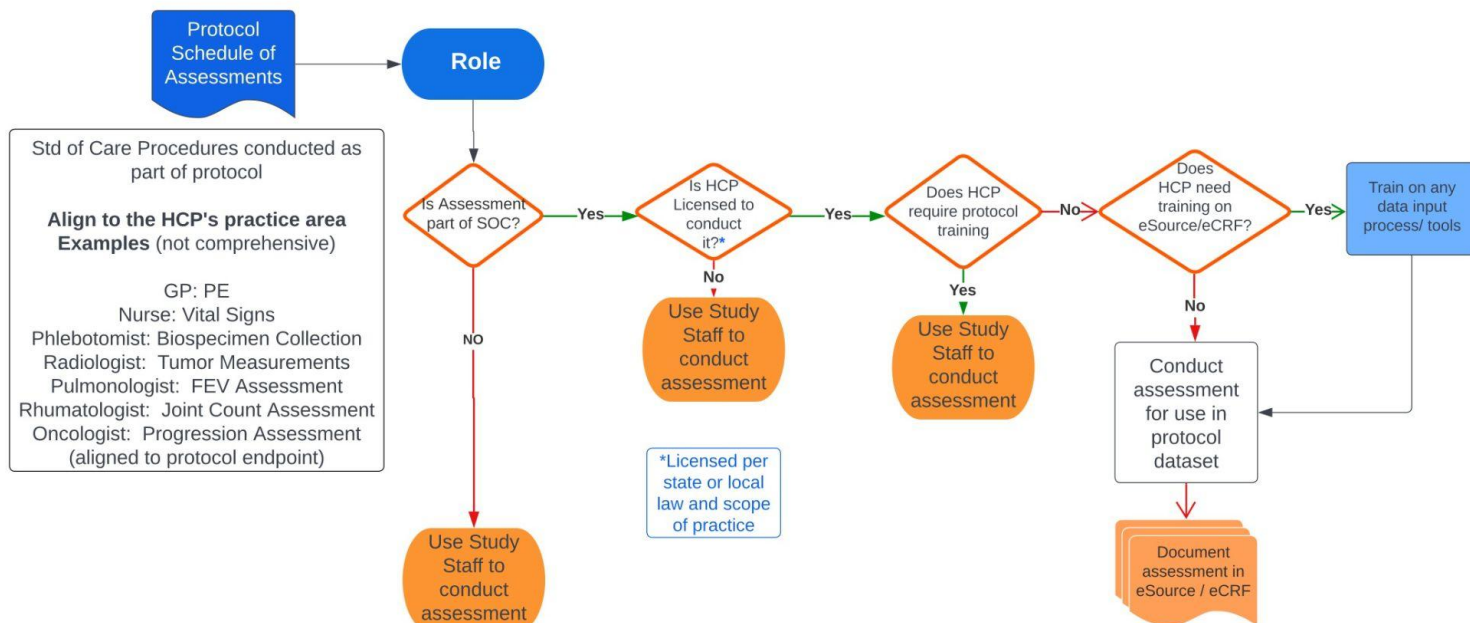 Protocol
Schedule of
Assessments
Role
Std of Care Procedures conducted as
part of protocol
Align to the HCP's practice area
Examples (not comprehensive)
GP: PE
Nurse: Vital Signs
Phlebotomist: Biospecimen Collection
Radiologist: Tumor Measurements
Pulmonologist: FEV Assessment
Rhumatologist: Joint Count Assessment
Oncologist: Progression Assessment
(aligned to protocol endpoint)
Is Assessment
part of SOC?
Yes
NO
Use Study
Staff to
conduct
assessment
Is HCP
Licensed to
conduct
it?*
Yes
No
Use Study
Staff to
conduct
assessment
*Licensed per
state or local
law and scope
of practice
Does HCP
require protocol
training
No
Yes
Use Study
Staff to
conduct
assessment
Does
HCP need
training on
eSource/eCRF?
Yes
No
Train on any
data input
process/ tools
Conduct
assessment
for use in
protocol
dataset
Document
assessment in
eSource / eCRF